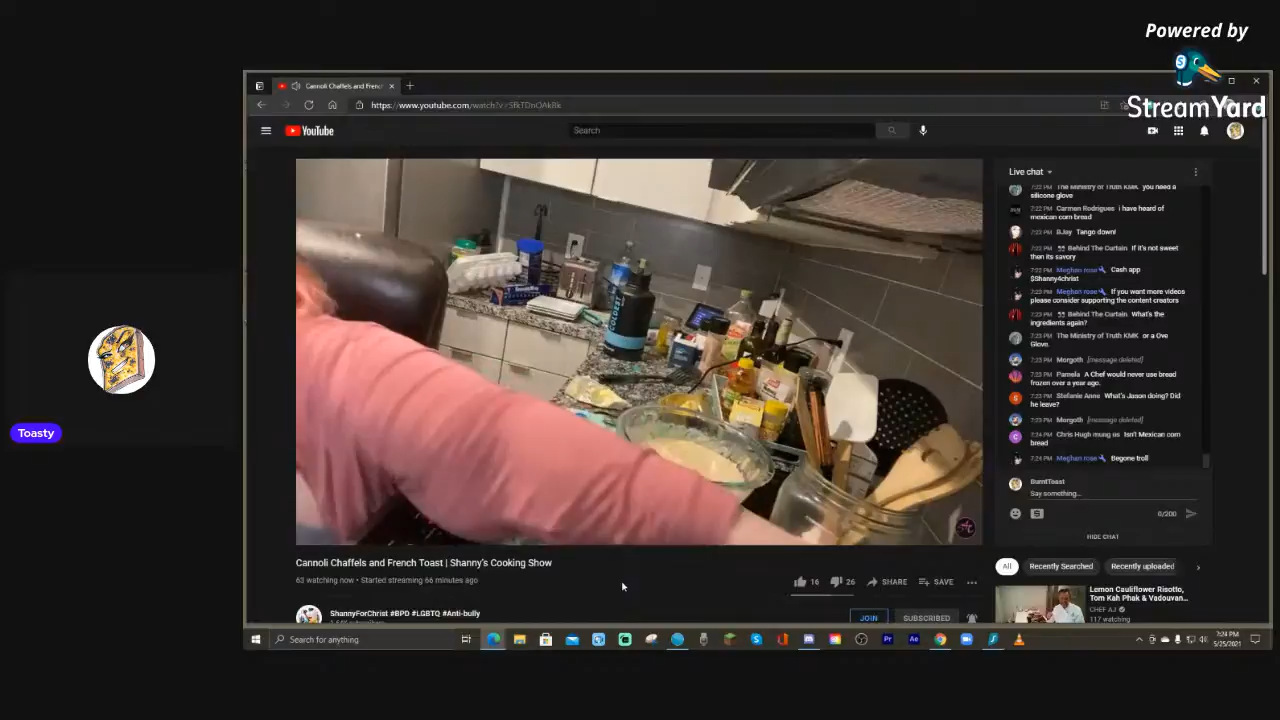 Powered by
StreamYard
Cannoli Chaffels and Frenc
https://www.youtube.com/watch?v=
YouTube
Search
Live chat
7:22 PM The Ministry of Truth KMK you need a
silicone glove
7:22 PM Carmen Rodrigues i have heard of
mexican corn bread
7:23 PM BJay Tango down!
7:23 PM Behind The Curtain If it's not sweet
then its savory
7:23 PM Meghan rose Cash app
$Shanny4christ
7:23 PM Meghan rose If you want more videos
please consider supporting the content creators
7:23 PM Behind The Curtain What's the
ingredients again?
7:23 PM The Ministry of Truth KMK or a Ove
Glove.
7:23 PM Morgoth [message deleted]
7:23 PM Pamela A Chef would never use bread
frozen over a year ago.
7:23 PM Stefanie Anne What's Jason doing? Did
he leave?
7:23 PM Morgoth [message deleted]
7:24 PM Chris Hugh mung us Isn't Mexican corn
bread
7:24 PM Meghan rose Begone troll
BurntToast
Say something...
0/200
HIDE CHAT
COLDEST
Toasty
Cannoli Chaffels and French Toast | Shanny's Cooking Show
63 watching now • Started streaming 66 minutes ago
16
26
SHARE
SAVE
All
Recently Searched
Recently uploaded
ShannyForChrist #BPD #LGBTQ #Anti-bully
JOIN
SUBSCRIBED
Lemon Cauliflower Risotto,
Tom Kah Phak & Vadouvan...
CHEF AJ
117 watching
Search for anything
7:24 PM
5/25/2021